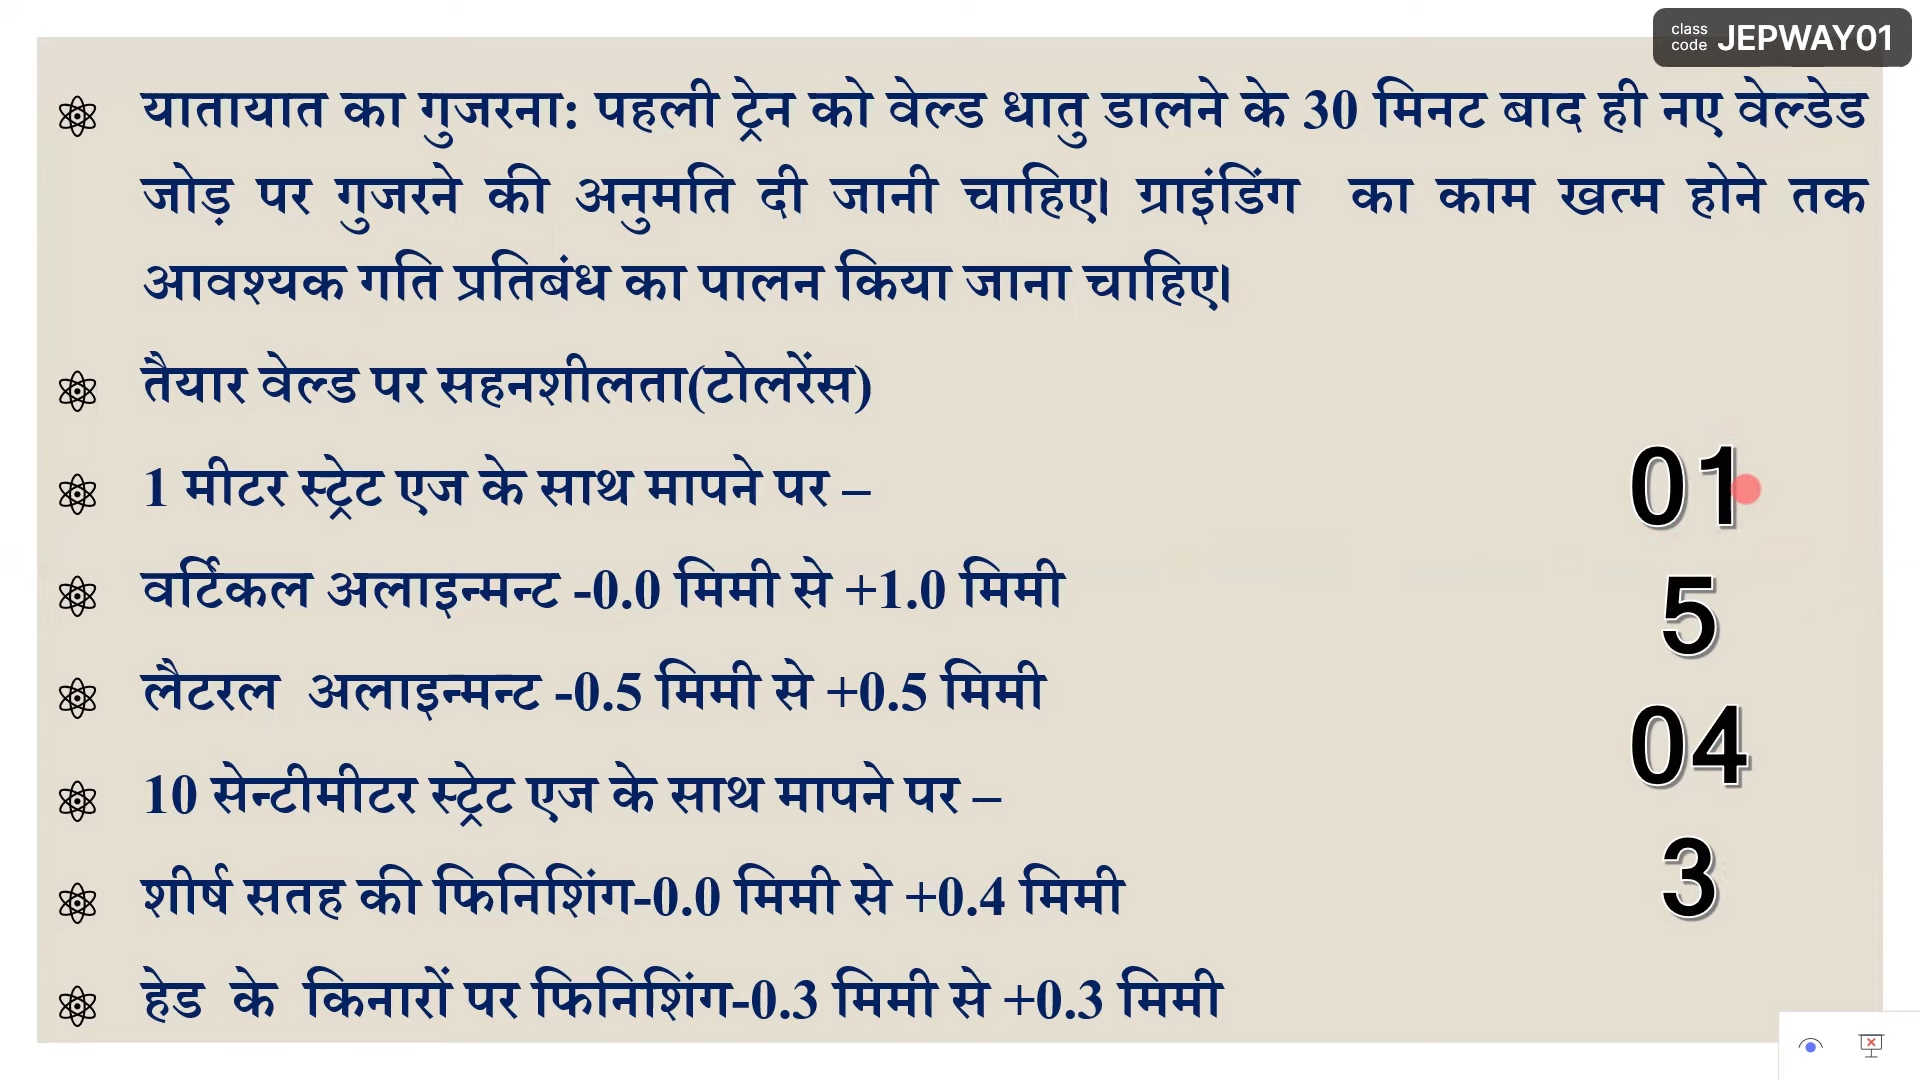 class code JEPWAY01
यातायात का गुजरना: पहली ट्रेन को वेल्ड धातु डालने के 30 मिनट बाद ही नए वेल्डेड
जोड़ पर गुजरने की अनुमति दी जानी चाहिए। ग्राइंडिंग का काम खत्म होने तक
आवश्यक गति प्रतिबंध का पालन किया जाना चाहिए।
तैयार वेल्ड पर सहनशीलता(टोलरेंस)
1 मीटर स्ट्रेट एज के साथ मापने पर –
01
वर्टिकल अलाइन्मन्ट -0.0 मिमी से +1.0 मिमी
5
लैटरल अलाइन्मन्ट -0.5 मिमी से +0.5 मिमी
04
10 सेन्टीमीटर स्ट्रेट एज के साथ मापने पर –
शीर्ष सतह की फिनिशिंग-0.0 मिमी से +0.4 मिमी
3
हेड के किनारों पर फिनिशिंग-0.3 मिमी से +0.3 मिमी